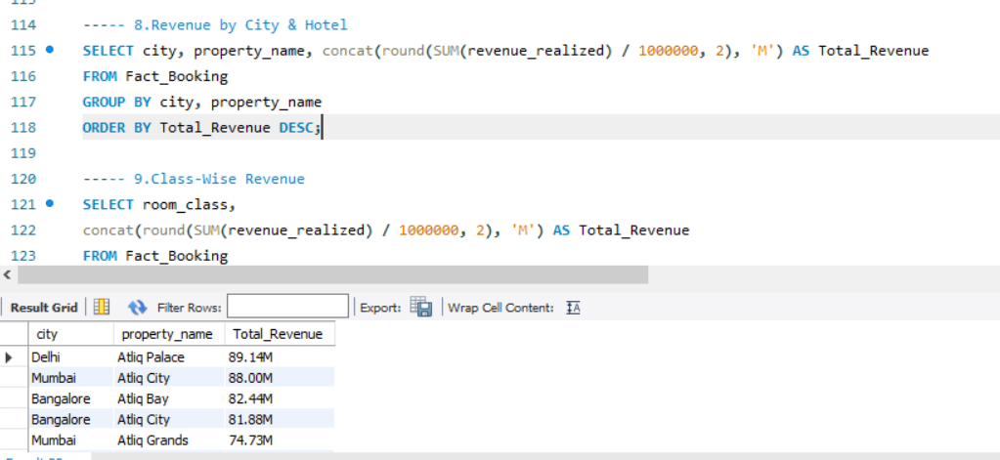 114 ----- 8.Revenue by City & Hotel
115 SELECT city, property_name, concat(round(SUM(revenue_realized) / 1000000, 2), 'M') AS Total_Revenue
116 FROM Fact_Booking
117 GROUP BY city, property_name
118 ORDER BY Total_Revenue DESC;
119
120 ----- 9.Class-Wise Revenue
121 SELECT room_class,
122 concat(round(SUM(revenue_realized) / 1000000, 2), 'M') AS Total_Revenue
123 FROM Fact_Booking
Result Grid Filter Rows: Export: Wrap Cell Content:
city property_name Total_Revenue
Delhi Atliq Palace 89.14M
Mumbai Atliq City 88.00M
Bangalore Atliq Bay 82.44M
Bangalore Atliq City 81.88M
Mumbai Atliq Grands 74.73M